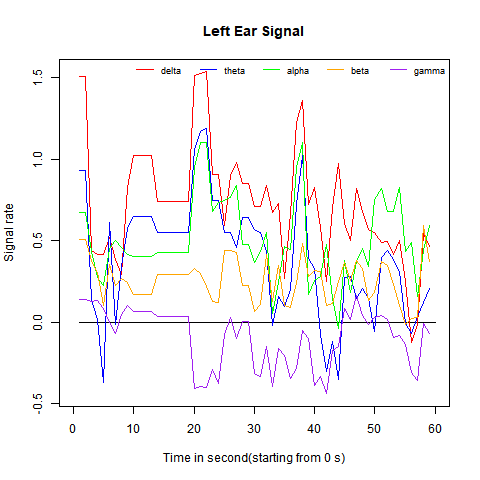 Left Ear Signal
delta theta alpha beta gamma
Signal rate
1.5
1.0
0.5
0.0
-0.5
0 10 20 30 40 50 60
Time in second(starting from 0 s)